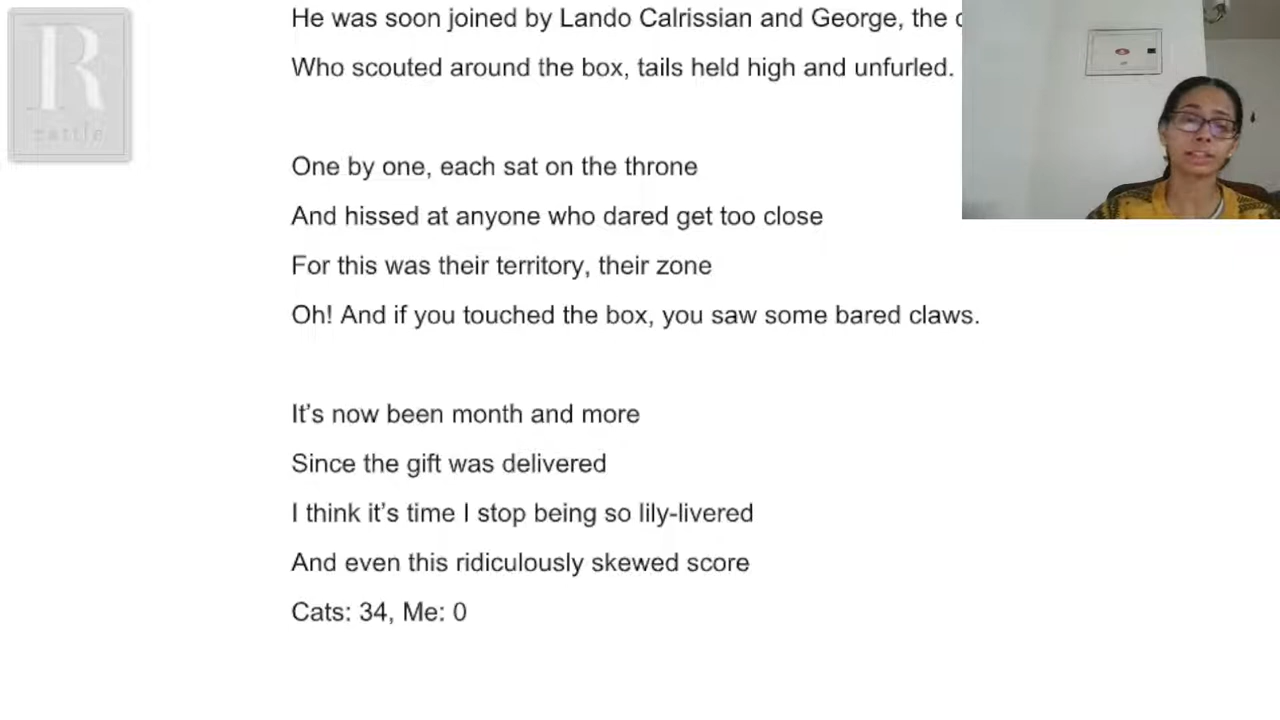 R
rattle
He was soon joined by Lando Calrissian and George, the
Who scouted around the box, tails held high and unfurled.
One by one, each sat on the throne
And hissed at anyone who dared get too close
For this was their territory, their zone
Oh! And if you touched the box, you saw some bared claws.
It’s now been month and more
Since the gift was delivered
I think it’s time I stop being so lily-livered
And even this ridiculously skewed score
Cats: 34, Me: 0